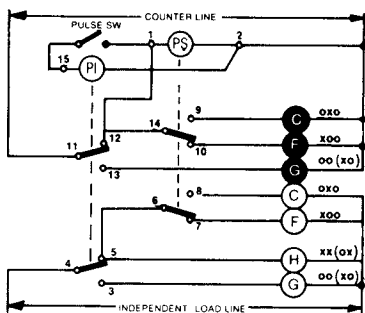 COUNTER LINE
PULSE SW
1
PS
2
15
PI
9
C
oxo
14
12
11
10
F
xoo
13
G
oo(xo)
8
C
oxo
6
7
F
xoo
5
4
H
xx(ox)
3
G
oo(xo)
INDEPENDENT LOAD LINE